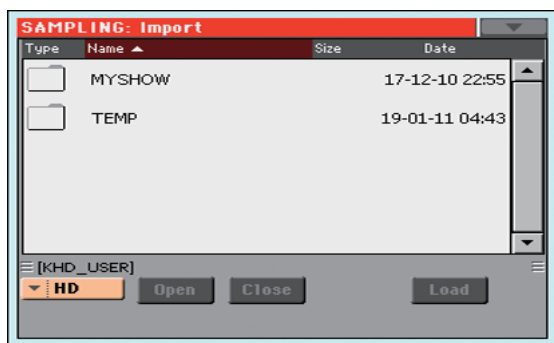 SAMPLING: Import
Type Name Size Date
MYSHOW 17-12-10 22:55
TEMP 19-01-11 04:43
[KHD_USER]
HD Open Close Load